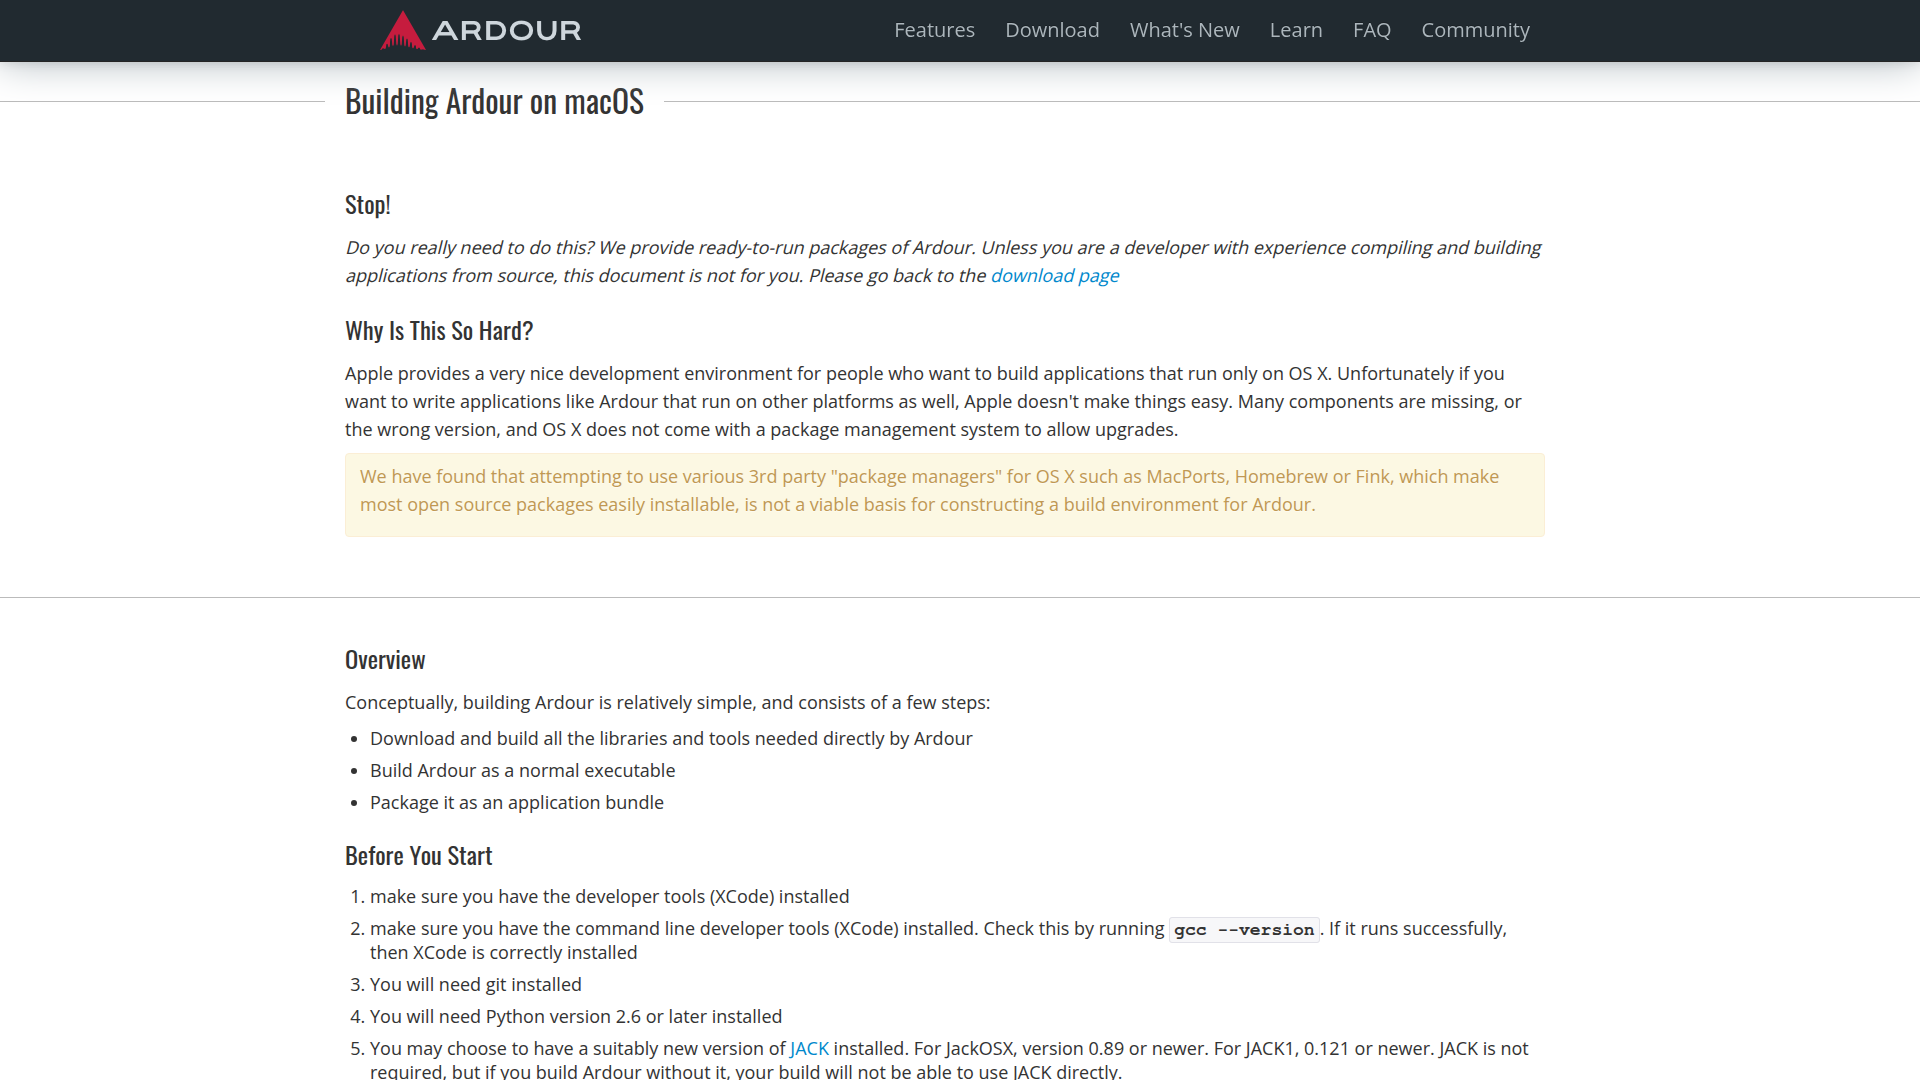 ARDOUR
Features Download What's New Learn FAQ Community
Building Ardour on macOS
Stop!
Do you really need to do this? We provide ready-to-run packages of Ardour. Unless you are a developer with experience compiling and building
applications from source, this document is not for you. Please go back to the download page
Why Is This So Hard?
Apple provides a very nice development environment for people who want to build applications that run only on OS X. Unfortunately if you
want to write applications like Ardour that run on other platforms as well, Apple doesn't make things easy. Many components are missing, or
the wrong version, and OS X does not come with a package management system to allow upgrades.
We have found that attempting to use various 3rd party "package managers" for OS X such as MacPorts, Homebrew or Fink, which make
most open source packages easily installable, is not a viable basis for constructing a build environment for Ardour.
Overview
Conceptually, building Ardour is relatively simple, and consists of a few steps:
• Download and build all the libraries and tools needed directly by Ardour
• Build Ardour as a normal executable
• Package it as an application bundle
Before You Start
1. make sure you have the developer tools (XCode) installed
2. make sure you have the command line developer tools (XCode) installed. Check this by running gcc --version. If it runs successfully,
then XCode is correctly installed
3. You will need git installed
4. You will need Python version 2.6 or later installed
5. You may choose to have a suitably new version of JACK installed. For JackOSX, version 0.89 or newer. For JACK1, 0.121 or newer. JACK is not
required, but if you build Ardour without it, your build will not be able to use JACK directly.